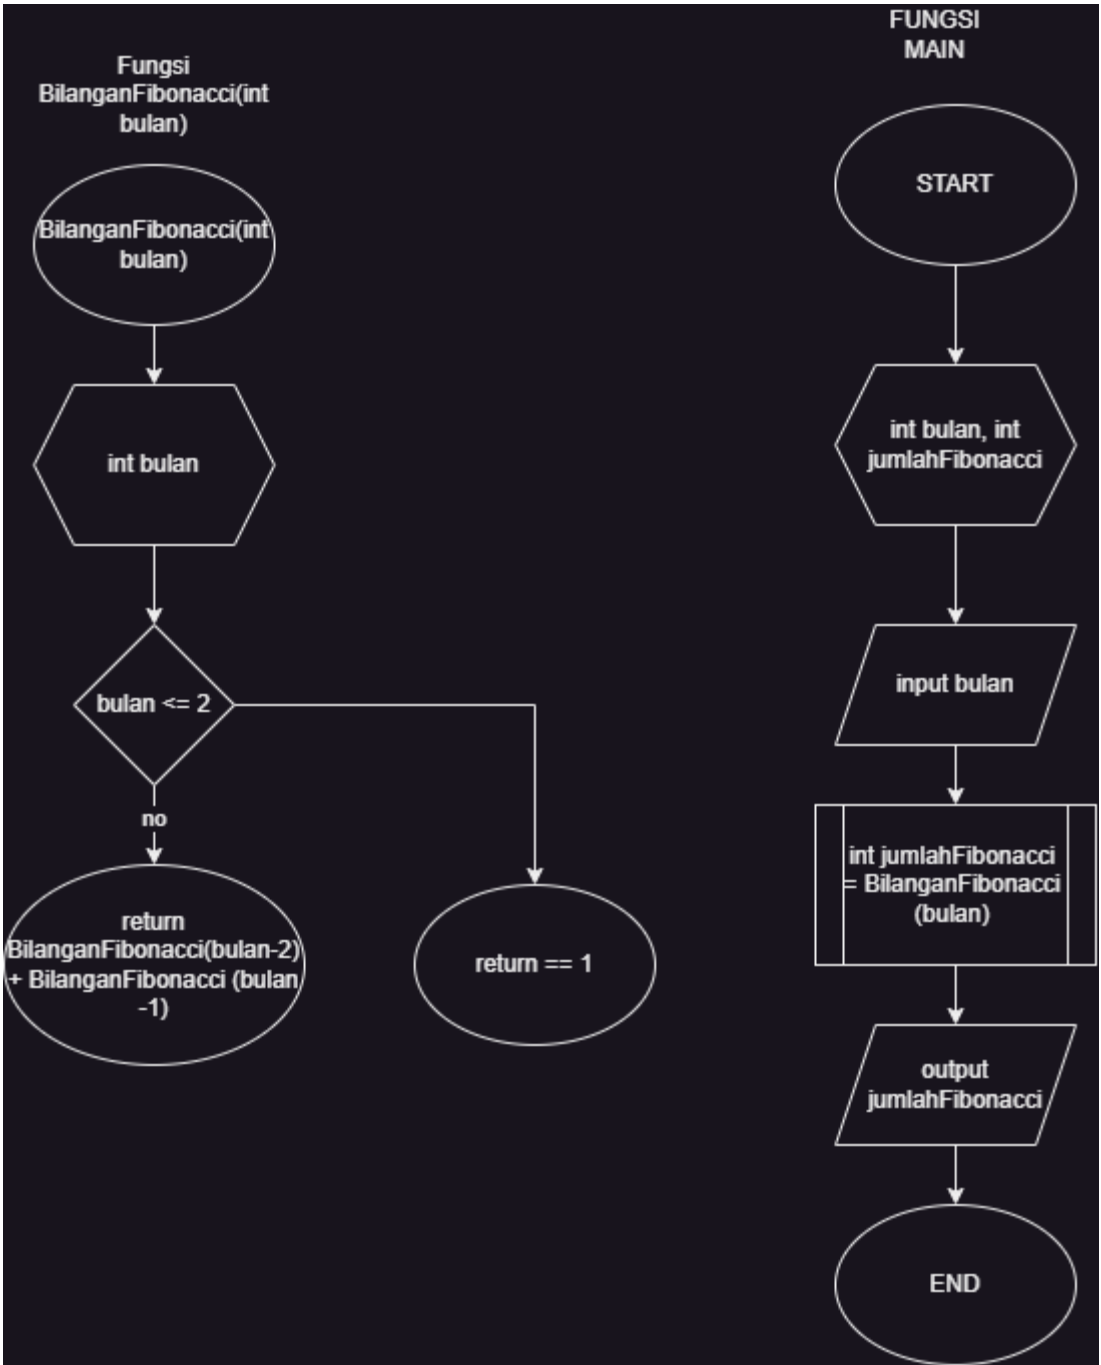 Fungsi
BilanganFibonacci(int
bulan)
BilanganFibonacci(int
bulan)
int bulan
bulan <= 2
no
return
BilanganFibonacci(bulan-2)
+ BilanganFibonacci (bulan
-1)
return == 1
FUNGSI
MAIN
START
int bulan, int
jumlahFibonacci
input bulan
int jumlahFibonacci
= BilanganFibonacci
(bulan)
output
jumlahFibonacci
END